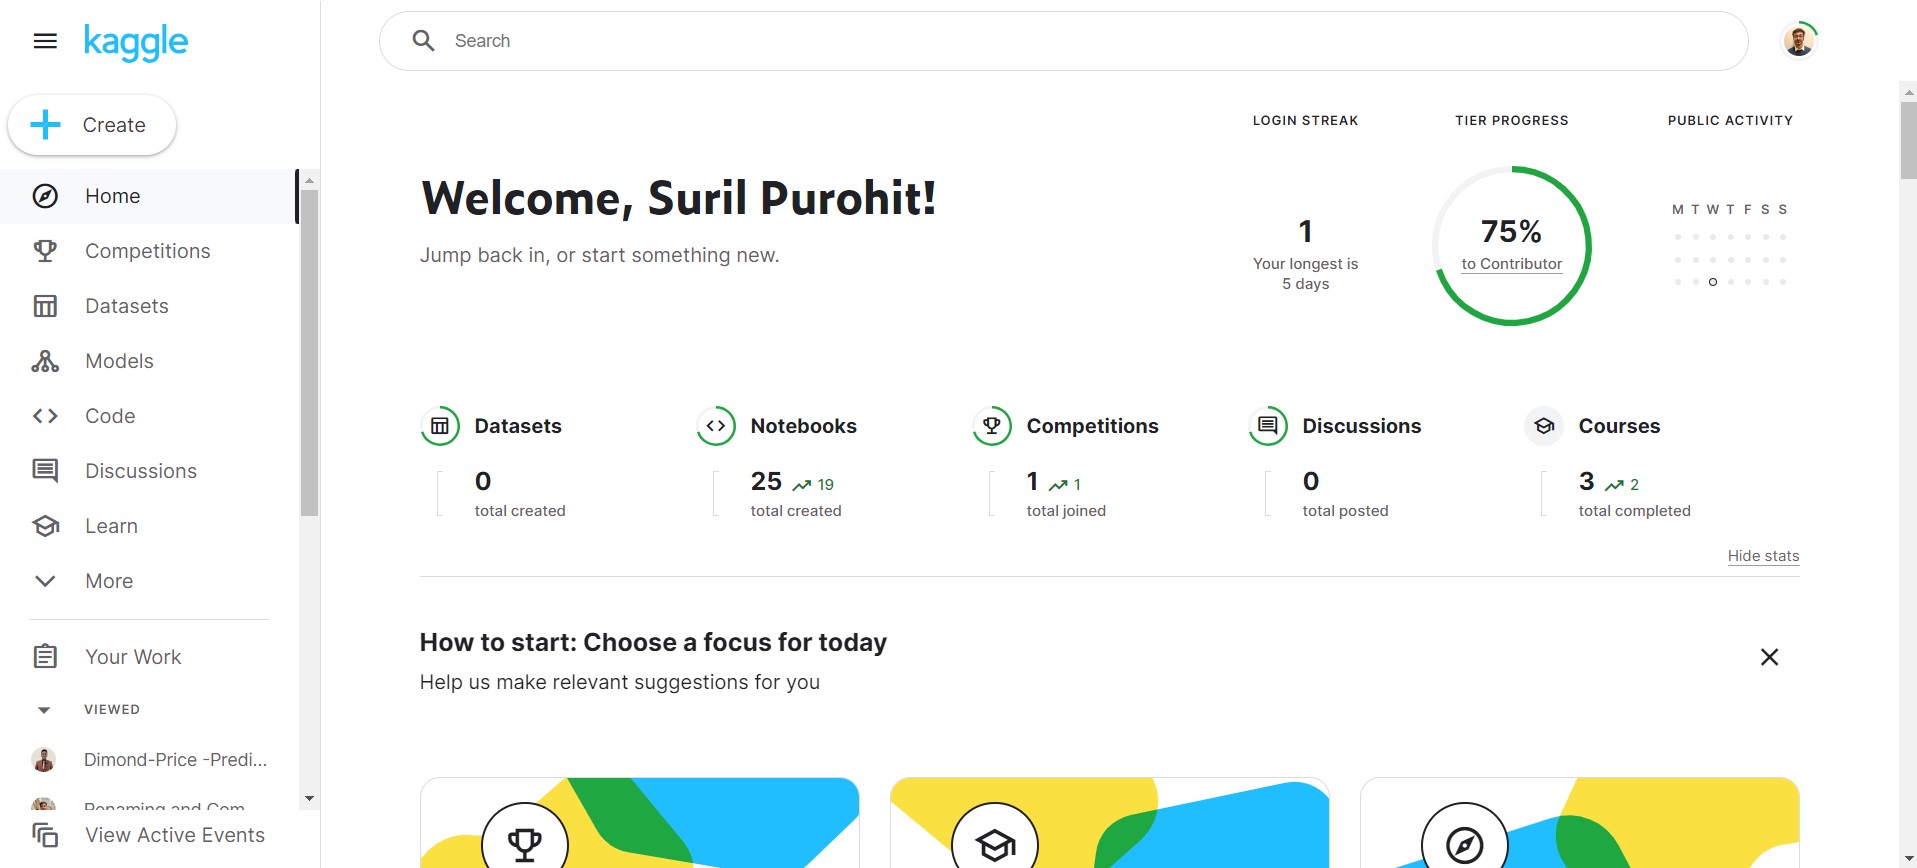 kaggle
Search
Create
Home
Competitions
Datasets
Models
Code
Discussions
Learn
More
Your Work
VIEWED
Dimond-Price -Predi...
Renaming and Com
View Active Events
LOGIN STREAK
TIER PROGRESS
PUBLIC ACTIVITY
Welcome, Suril Purohit!
Jump back in, or start something new.
1
Your longest is
5 days
75%
to Contributor
M T W T F S S
Datasets
0
total created
Notebooks
25 19
total created
Competitions
1 1
total joined
Discussions
0
total posted
Courses
3 2
total completed
Hide stats
How to start: Choose a focus for today
Help us make relevant suggestions for you